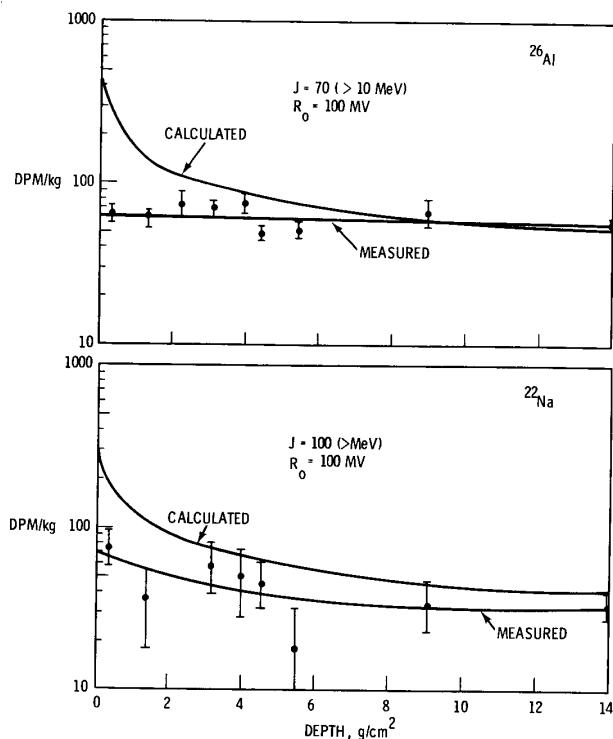 1000
²⁶Al
J = 70 ( > 10 MeV)
R₀ = 100 MV
CALCULATED
DPM/kg 100
MEASURED
10
1000
²²Na
J = 100 (>MeV)
R₀ = 100 MV
CALCULATED
DPM/kg 100
MEASURED
10
0 2 4 6 8 10 12 14
DEPTH, g/cm²